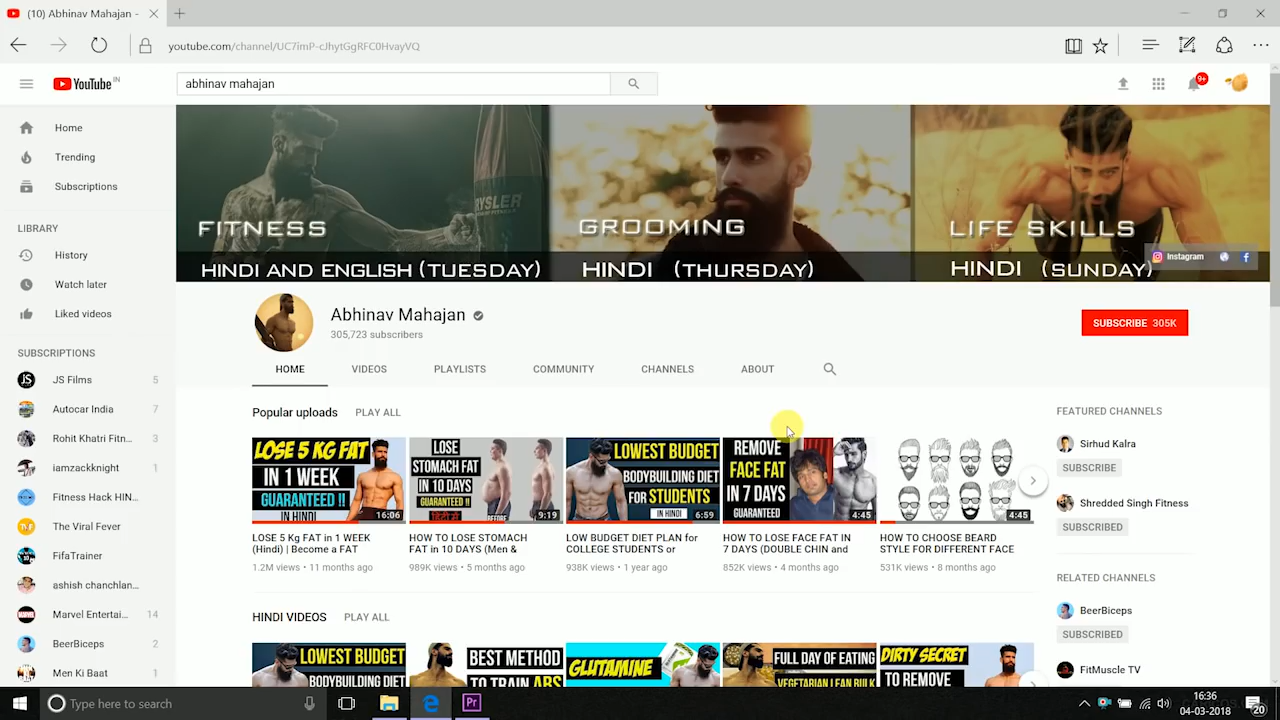 (10) Abhinav Mahajan -
youtube.com/channel/UC7imP-cJhytGgRFC0HvayVQ
YouTube IN
abhinav mahajan
9+
Home
Trending
Subscriptions
LIBRARY
History
Watch later
Liked videos
SUBSCRIPTIONS
JS Films 5
Autocar India 7
Rohit Khatri Fitn... 3
iamzackknight 1
Fitness Hack HIN...
The Viral Fever
FifaTrainer
ashish chanchlan...
Marvel Entertai... 14
BeerBiceps 2
Men Ki Baat 1
FITNESS
HINDI AND ENGLISH (TUESDAY)
GROOMING
HINDI (THURSDAY)
LIFE SKILLS
HINDI (SUNDAY)
Instagram
Abhinav Mahajan
305,723 subscribers
SUBSCRIBE 305K
HOME
VIDEOS
PLAYLISTS
COMMUNITY
CHANNELS
ABOUT
Popular uploads PLAY ALL
LOSE 5 KG FAT
IN 1 WEEK
GUARANTEED !!
IN HINDI
16:06
LOSE 5 Kg FAT in 1 WEEK
(Hindi) | Become a FAT
1.2M views • 11 months ago
LOSE
STOMACH
FAT IN
10 DAYS
GUARANTEED !!
BEFORE
9:19
HOW TO LOSE STOMACH
FAT in 10 DAYS (Men &
989K views • 5 months ago
LOWEST BUDGET
BODYBUILDING DIET
FOR STUDENTS
IN HINDI
6:59
LOW BUDGET DIET PLAN for
COLLEGE STUDENTS or
938K views • 1 year ago
REMOVE
FACE FAT
IN 7 DAYS
GUARANTEED
4:45
HOW TO LOSE FACE FAT IN
7 DAYS (DOUBLE CHIN and
852K views • 4 months ago
4:45
HOW TO CHOOSE BEARD
STYLE FOR DIFFERENT FACE
531K views • 8 months ago
HINDI VIDEOS PLAY ALL
LOWEST BUDGET
BODYBUILDING DIET
BEST METHOD
TO TRAIN ABS
GLUTAMINE
FULL DAY OF EATING
VEGETARIAN LEAN BULK
DIRTY SECRET
TO REMOVE
FEATURED CHANNELS
Sirhud Kalra
SUBSCRIBE
Shredded Singh Fitness
SUBSCRIBED
RELATED CHANNELS
BeerBiceps
SUBSCRIBED
FitMuscle TV
Type here to search
Pr
16:36
04-03-2018
20